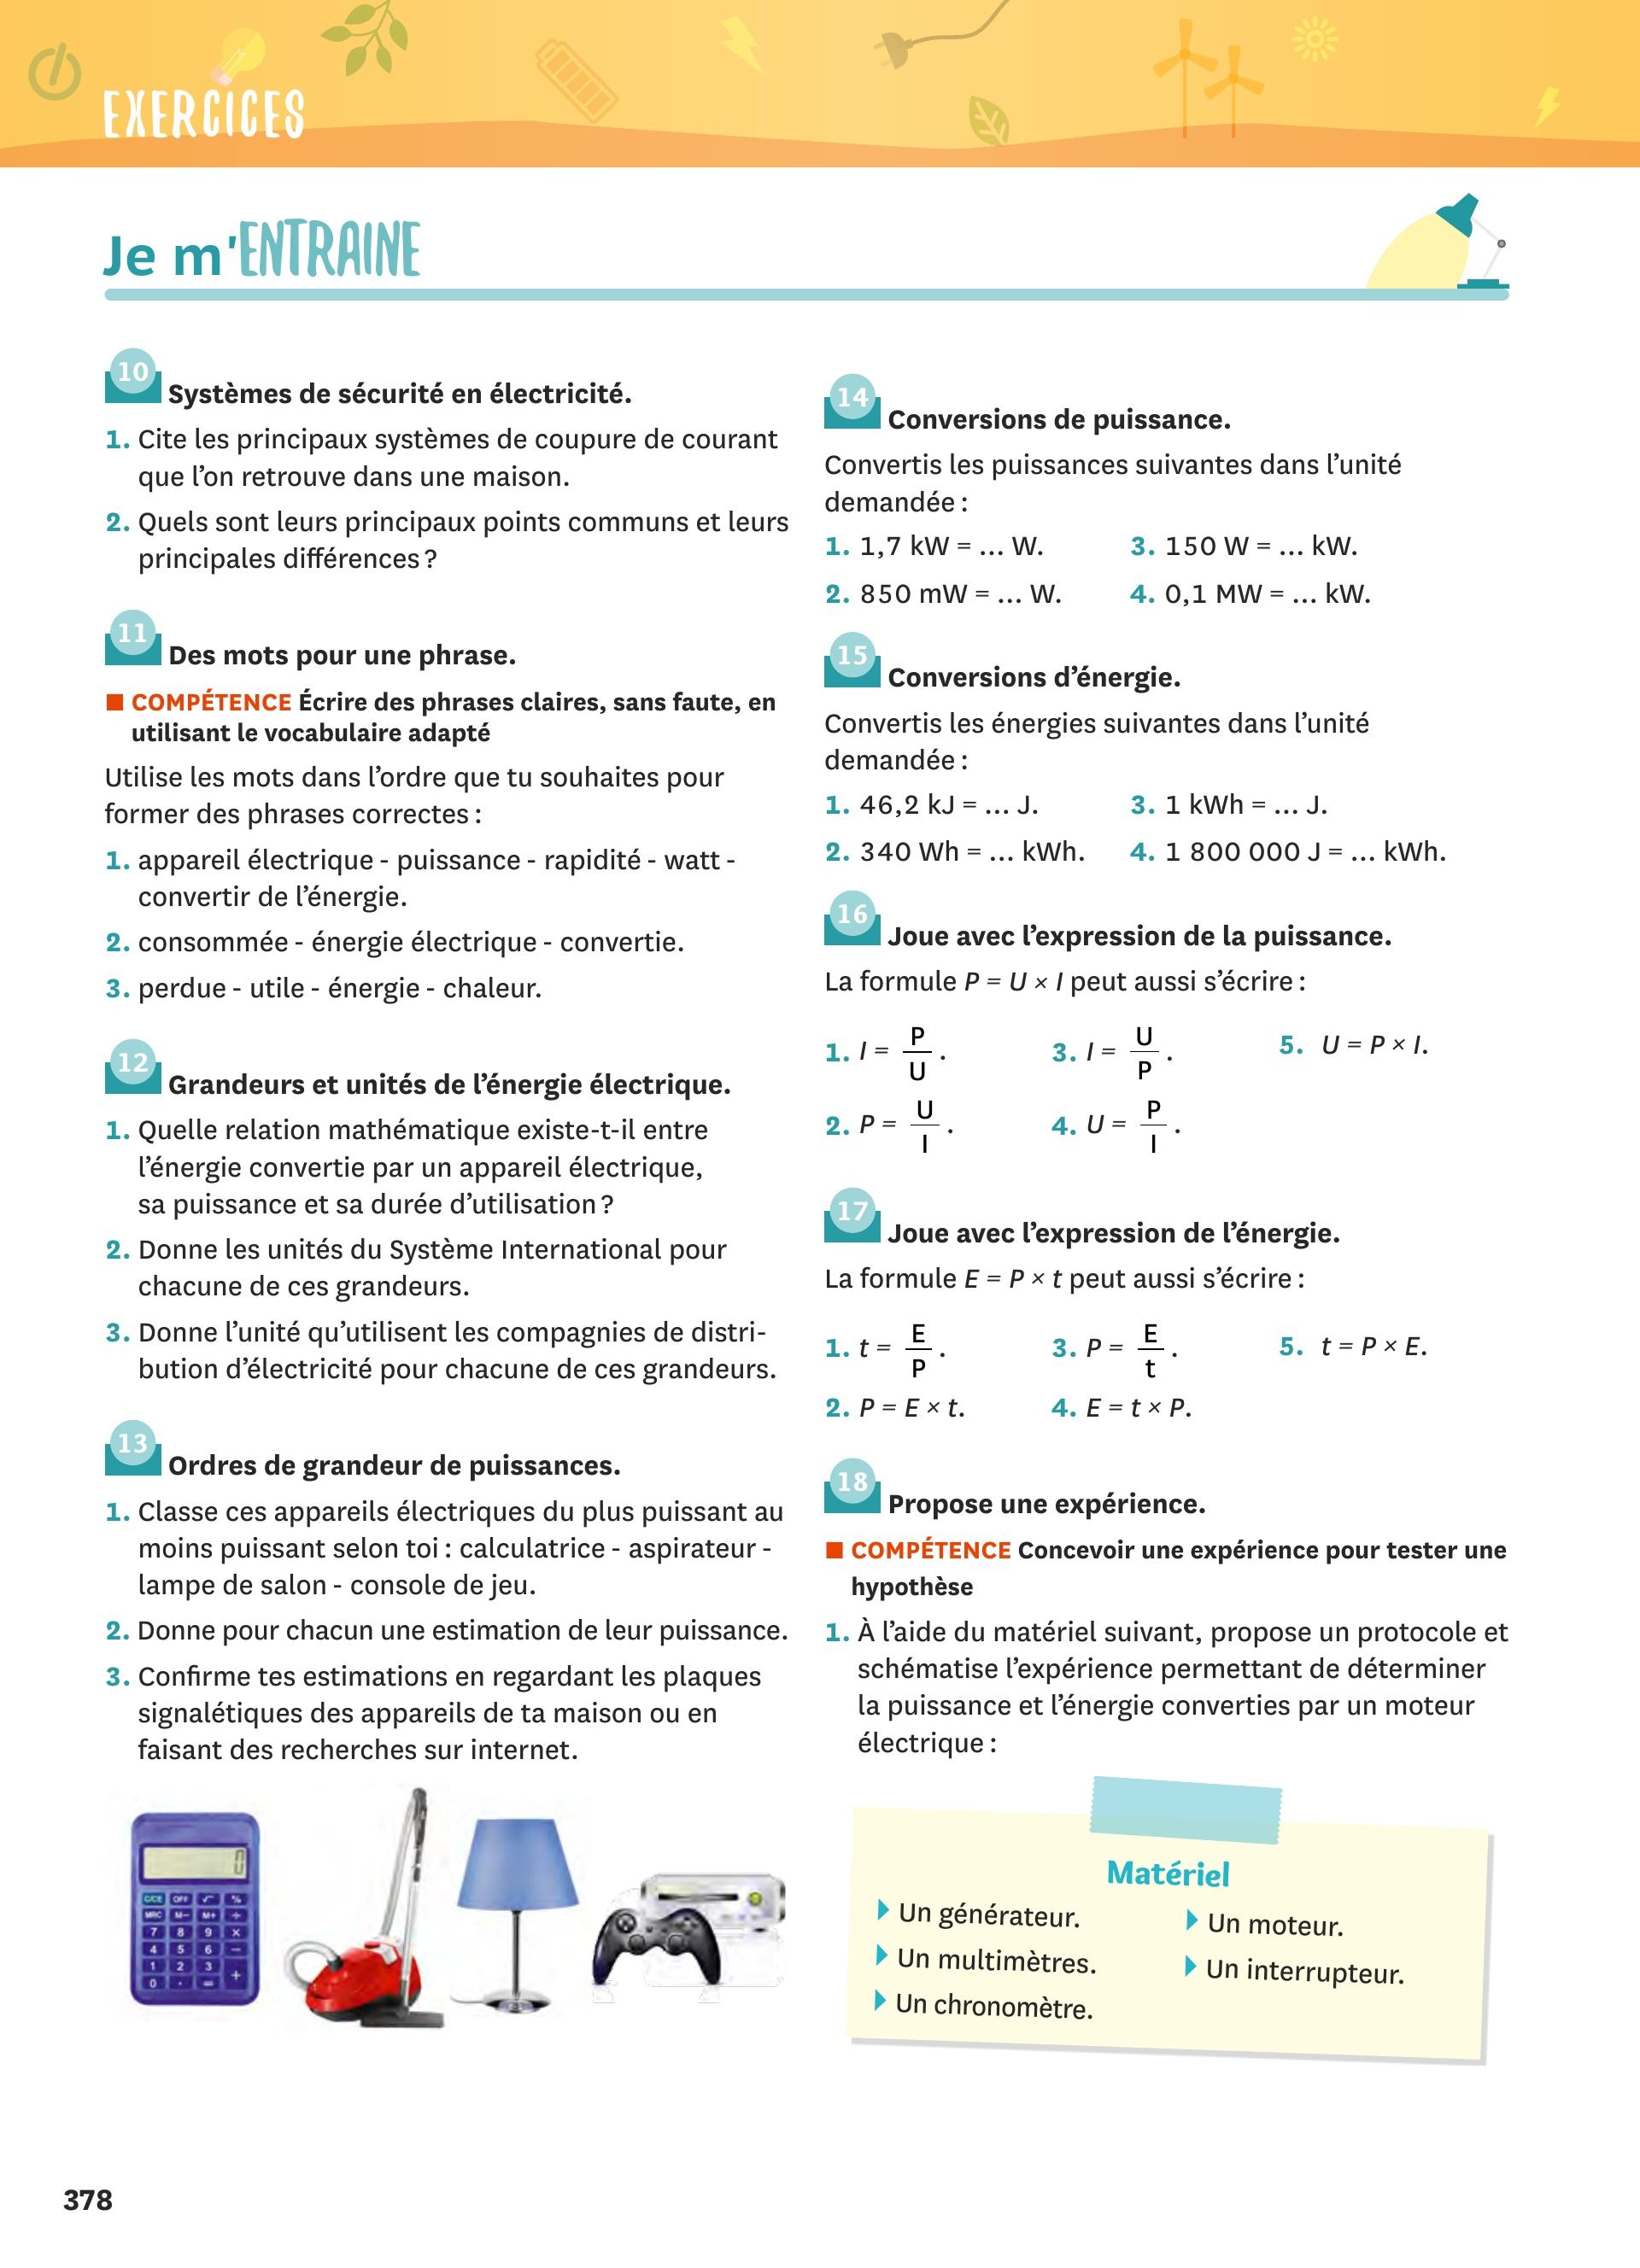 EXERCICES
Je m'ENTRAINE
10 Systèmes de sécurité en électricité.
1. Cite les principaux systèmes de coupure de courant
que l’on retrouve dans une maison.
2. Quels sont leurs principaux points communs et leurs
principales différences ?
11 Des mots pour une phrase.
COMPÉTENCE Écrire des phrases claires, sans faute, en
utilisant le vocabulaire adapté
Utilise les mots dans l’ordre que tu souhaites pour
former des phrases correctes :
1. appareil électrique - puissance - rapidité - watt -
convertir de l’énergie.
2. consommée - énergie électrique - convertie.
3. perdue - utile - énergie - chaleur.
12 Grandeurs et unités de l’énergie électrique.
1. Quelle relation mathématique existe-t-il entre
l’énergie convertie par un appareil électrique,
sa puissance et sa durée d’utilisation ?
2. Donne les unités du Système International pour
chacune de ces grandeurs.
3. Donne l’unité qu’utilisent les compagnies de distri-
bution d’électricité pour chacune de ces grandeurs.
13 Ordres de grandeur de puissances.
1. Classe ces appareils électriques du plus puissant au
moins puissant selon toi : calculatrice - aspirateur -
lampe de salon - console de jeu.
2. Donne pour chacun une estimation de leur puissance.
3. Confirme tes estimations en regardant les plaques
signalétiques des appareils de ta maison ou en
faisant des recherches sur internet.
0
C/CE OFF √ %
MRC M- M+ ÷
7 8 9 ×
4 5 6 −
1 2 3 +
0 . =
14 Conversions de puissance.
Convertis les puissances suivantes dans l’unité
demandée :
1. 1,7 kW = ... W. 3. 150 W = ... kW.
2. 850 mW = ... W. 4. 0,1 MW = ... kW.
15 Conversions d’énergie.
Convertis les énergies suivantes dans l’unité
demandée :
1. 46,2 kJ = ... J. 3. 1 kWh = ... J.
2. 340 Wh = ... kWh. 4. 1 800 000 J = ... kWh.
16 Joue avec l’expression de la puissance.
La formule P = U × I peut aussi s’écrire :
1. I = P/U . 3. I = U/P . 5. U = P × I.
2. P = U/I . 4. U = P/I .
17 Joue avec l’expression de l’énergie.
La formule E = P × t peut aussi s’écrire :
1. t = E/P . 3. P = E/t . 5. t = P × E.
2. P = E × t. 4. E = t × P.
18 Propose une expérience.
COMPÉTENCE Concevoir une expérience pour tester une
hypothèse
1. À l’aide du matériel suivant, propose un protocole et
schématise l’expérience permettant de déterminer
la puissance et l’énergie converties par un moteur
électrique :
Matériel
Un générateur.
Un multimètres.
Un chronomètre.
Un moteur.
Un interrupteur.
378